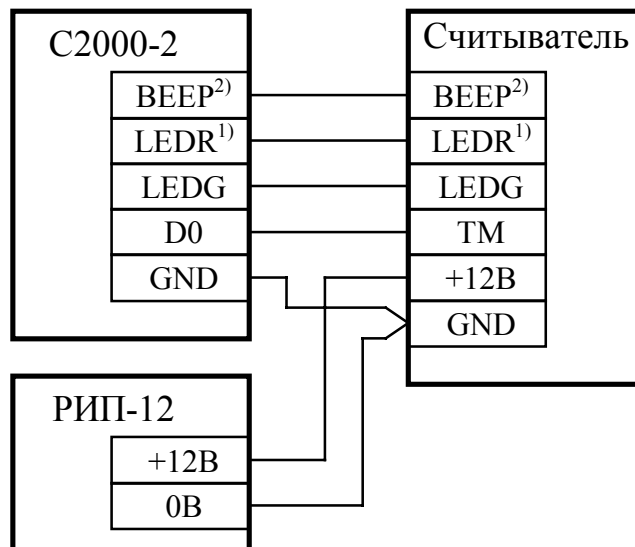 С2000-2
BEEP2)
LEDR1)
LEDG
D0
GND
Считыватель
BEEP2)
LEDR1)
LEDG
TM
+12В
GND
РИП-12
+12В
0В